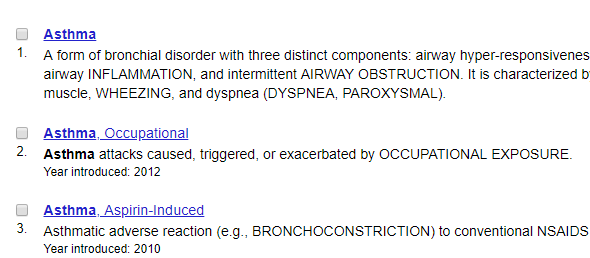 Asthma
1. A form of bronchial disorder with three distinct components: airway hyper-responsivenes
airway INFLAMMATION, and intermittent AIRWAY OBSTRUCTION. It is characterized b
muscle, WHEEZING, and dyspnea (DYSPNEA, PAROXYSMAL).
Asthma, Occupational
2. Asthma attacks caused, triggered, or exacerbated by OCCUPATIONAL EXPOSURE.
Year introduced: 2012
Asthma, Aspirin-Induced
3. Asthmatic adverse reaction (e.g., BRONCHOCONSTRICTION) to conventional NSAIDS
Year introduced: 2010